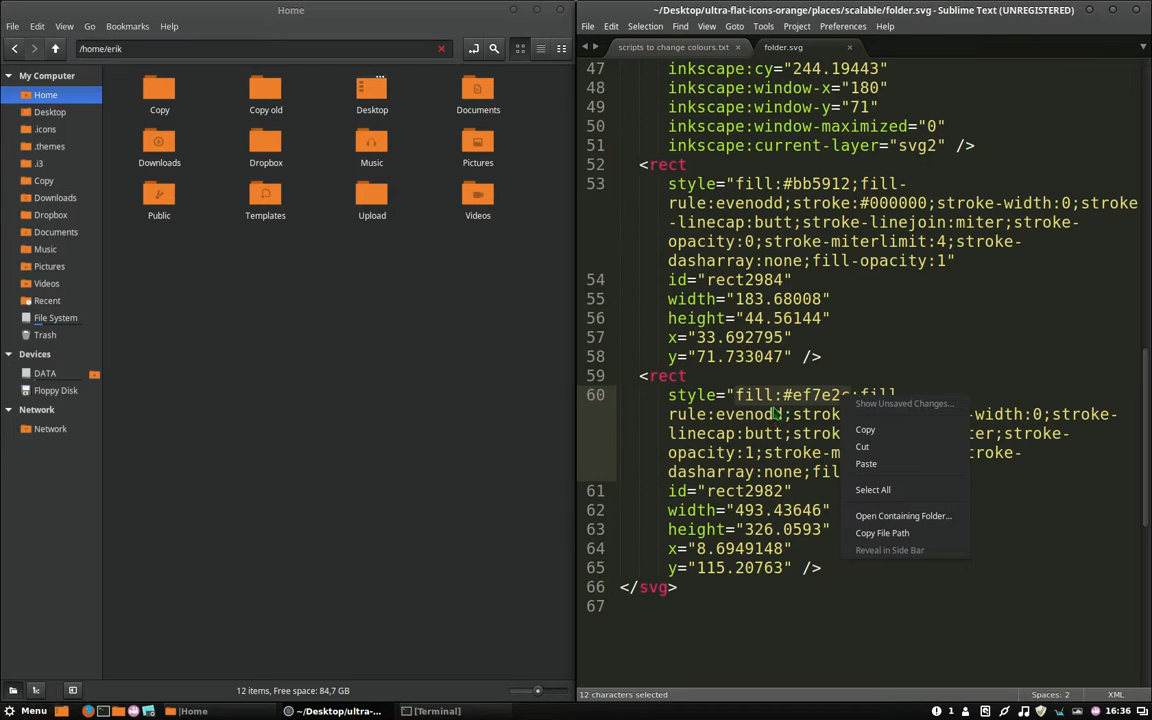 Home
File Edit View Go Bookmarks Help
/home/erik
My Computer
Home
Desktop
.icons
.themes
.i3
Copy
Downloads
Dropbox
Documents
Music
Pictures
Videos
Recent
File System
Trash
Devices
DATA
Floppy Disk
Network
Network
Copy Copy old Desktop Documents
Downloads Dropbox Music Pictures
Public Templates Upload Videos
12 items, Free space: 84,7 GB
~/Desktop/ultra-flat-icons-orange/places/scalable/folder.svg - Sublime Text (UNREGISTERED)
File Edit Selection Find View Goto Tools Project Preferences Help
scripts to change colours.txt folder.svg
47 inkscape:cy="244.19443"
48 inkscape:window-x="180"
49 inkscape:window-y="71"
50 inkscape:window-maximized="0"
51 inkscape:current-layer="svg2" />
52 <rect
53 style="fill:#bb5912;fill-
rule:evenodd;stroke:#000000;stroke-width:0;stroke
-linecap:butt;stroke-linejoin:miter;stroke-
opacity:0;stroke-miterlimit:4;stroke-
dasharray:none;fill-opacity:1"
54 id="rect2984"
55 width="183.68008"
56 height="44.56144"
57 x="33.692795"
58 y="71.733047" />
59 <rect
60 style="fill:#ef7e2c;fill
rule:evenodd;strok -width:0;stroke-
linecap:butt;strok ter;stroke-
opacity:1;stroke-m stroke-
dasharray:none;fil
61 id="rect2982"
62 width="493.43646"
63 height="326.0593"
64 x="8.6949148"
65 y="115.20763" />
66 </svg>
67
Show Unsaved Changes...
Copy
Cut
Paste
Select All
Open Containing Folder...
Copy File Path
Reveal in Side Bar
12 characters selected Spaces: 2 XML
Menu Home ~/Desktop/ultra-... [Terminal] 1 16:36